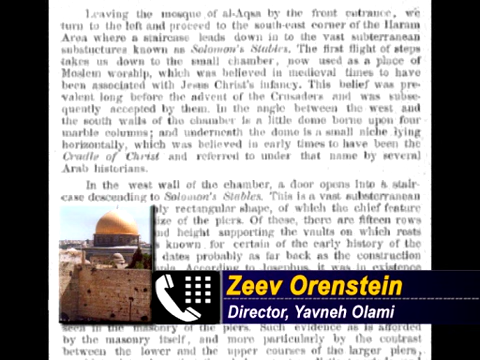 Leaving the mosque of al-Aqsa by the front entrance, we
turn to the left and proceed to the south-east corner of the Haram
Area where a staircase leads down in to the vast subterranean
substuctures known as Solomon's Stables. The first flight of steps
takes us down to the small chamber, now used as a place of
Moslem worship, which was believed in medieval times to have
been associated with Jesus Christ's infancy. This belief was pre-
valent long before the advent of the Crusaders and was subse-
quently accepted by them. In the angle between the west and
the south walls of the chamber is a little dome borne upon four
marble columns; and underneath the dome is a small niche lying
horizontally, which was believed in early times to have been the
Cradle of Christ and referred to under that name by several
Arab historians.
In the west wall of the chamber, a door opens into a stair-
case descending to Solomon's Stables. This is a vast subterranean
rectangular shape, of which the chief feature
size of the piers. Of these, there are fifteen rows
and height supporting the vaults on which rests
known for certain of the early history of the
dates probably as far back as the construction
According to Josephus, it was in existence
Zeev Orenstein
Director, Yavneh Olami
seen in the masonry of the piers. Such evidence as is afforded
by the masonry itself, and more particularly by the contrast
between the lower and the upper courses of the larger piers,